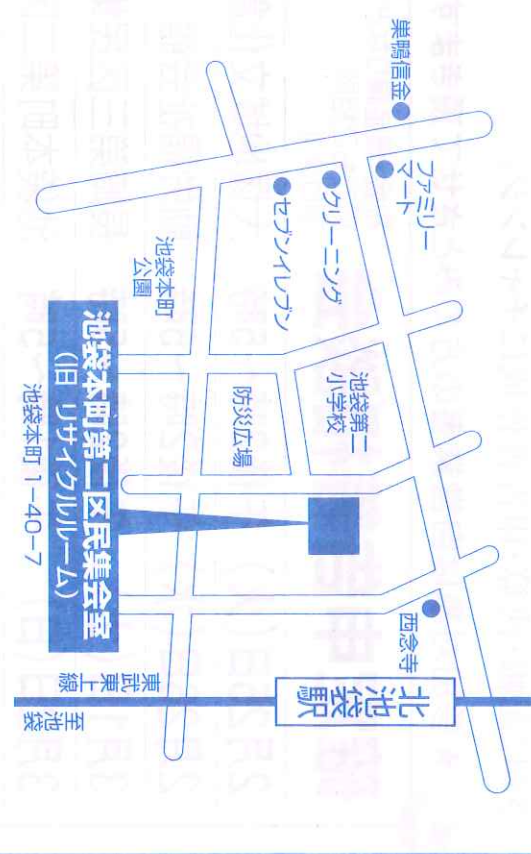 巣鴨信金
ファミリー
マート
クリーニング
セブンイレブン
池袋本町
公園
池袋第二
小学校
防災広場
池袋本町第二区民集会室
(旧 リサイクルルーム)
池袋本町 1-40-7
西念寺
北池袋駅
東武東上線
至池袋